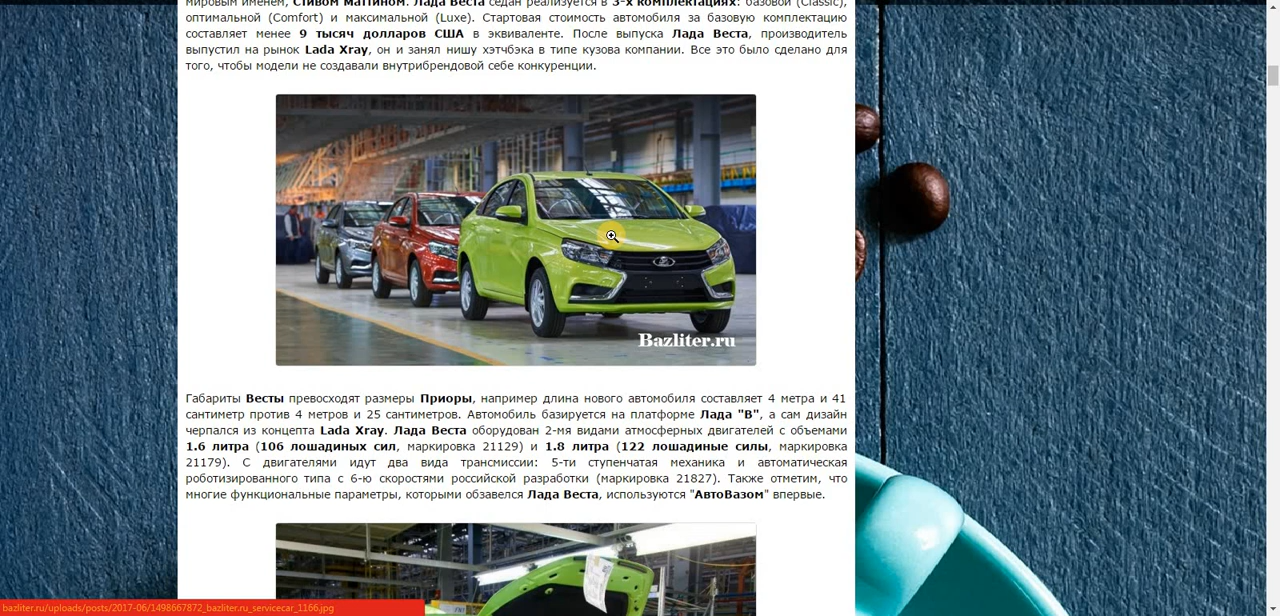 мировым именем, Стивом Маттином. Лада Веста седан реализуется в 3-х комплектациях: базовой (Classic),
оптимальной (Comfort) и максимальной (Luxe). Стартовая стоимость автомобиля за базовую комплектацию
составляет менее 9 тысяч долларов США в эквиваленте. После выпуска Лада Веста, производитель
выпустил на рынок Lada Xray, он и занял нишу хэтчбэка в типе кузова компании. Все это было сделано для
того, чтобы модели не создавали внутрибрендовой себе конкуренции.
Bazliter.ru
Габариты Весты превосходят размеры Приоры, например длина нового автомобиля составляет 4 метра и 41
сантиметр против 4 метров и 25 сантиметров. Автомобиль базируется на платформе Лада "B", а сам дизайн
черпался из концепта Lada Xray. Лада Веста оборудован 2-мя видами атмосферных двигателей с объемами
1.6 литра (106 лошадиных сил, маркировка 21129) и 1.8 литра (122 лошадиные силы, маркировка
21179). С двигателями идут два вида трансмиссии: 5-ти ступенчатая механика и автоматическая
роботизированного типа с 6-ю скоростями российской разработки (маркировка 21827). Также отметим, что
многие функциональные параметры, которыми обзавелся Лада Веста, используются "АвтоВазом" впервые.
bazliter.ru/uploads/posts/2017-06/1498667872_bazliter.ru_servicecar_1166.jpg